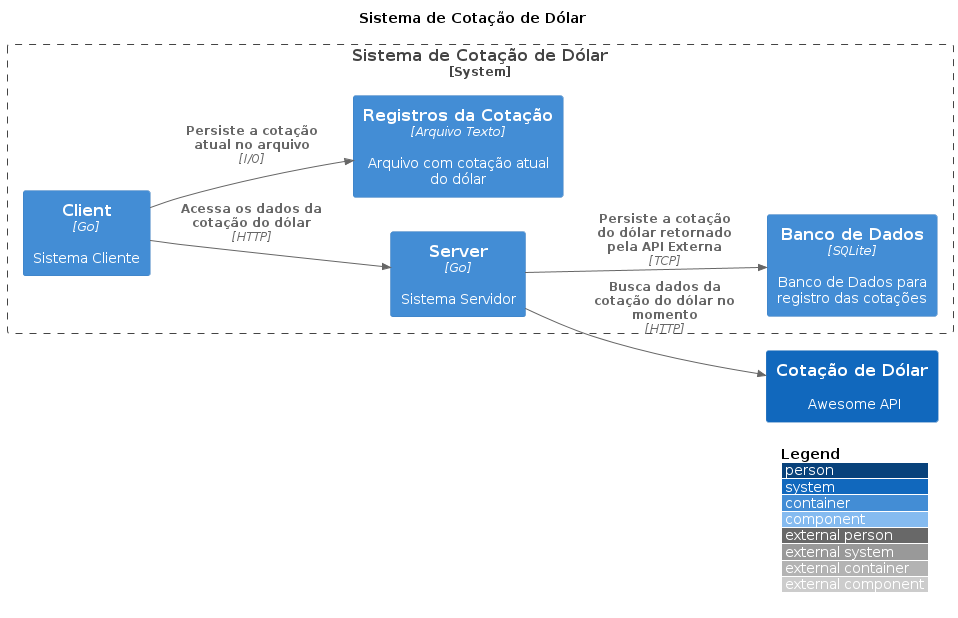 Sistema de Cotação de Dólar
Sistema de Cotação de Dólar
[System]
Registros da Cotação
[Arquivo Texto]
Arquivo com cotação atual
do dólar
Persiste a cotação
atual no arquivo
[I/O]
Client
[Go]
Sistema Cliente
Acessa os dados da
cotação do dólar
[HTTP]
Server
[Go]
Sistema Servidor
Persiste a cotação
do dólar retornado
pela API Externa
[TCP]
Banco de Dados
[SQLite]
Banco de Dados para
registro das cotações
Busca dados da
cotação do dólar no
momento
[HTTP]
Cotação de Dólar
Awesome API
Legend
person
system
container
component
external person
external system
external container
external component